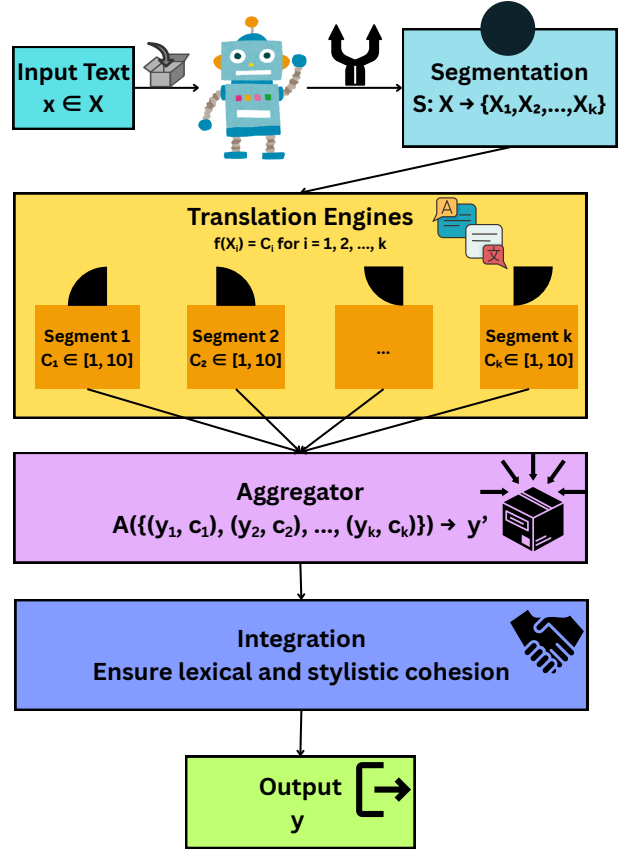 Input Text
x ∈ X
Segmentation
S: X → {X₁,X₂,...,Xₖ}
Translation Engines
f(Xᵢ) = Cᵢ for i = 1, 2, ..., k
A
文
Segment 1
C₁ ∈ [1, 10]
Segment 2
C₂ ∈ [1, 10]
...
Segment k
Cₖ∈ [1, 10]
Aggregator
A({(y₁, c₁), (y₂, c₂), ..., (yₖ, cₖ)}) → y’
Integration
Ensure lexical and stylistic cohesion
Output
y